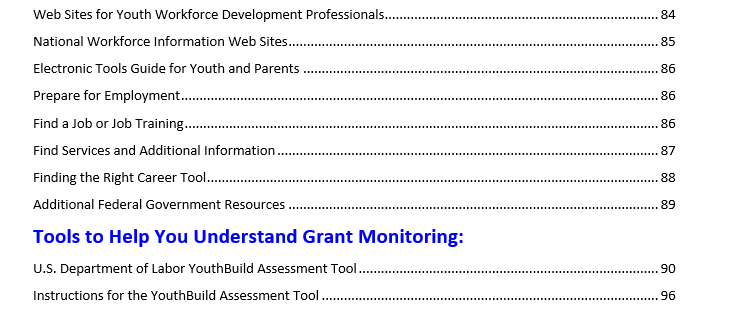 Web Sites for Youth Workforce Development Professionals.................................................................... 84
National Workforce Information Web Sites............................................................................................ 85
Electronic Tools Guide for Youth and Parents ........................................................................................ 86
Prepare for Employment....................................................................................................................... 86
Find a Job or Job Training...................................................................................................................... 86
Find Services and Additional Information ............................................................................................... 87
Finding the Right Career Tool................................................................................................................. 88
Additional Federal Government Resources ............................................................................................ 89
Tools to Help You Understand Grant Monitoring:
U.S. Department of Labor YouthBuild Assessment Tool........................................................................... 90
Instructions for the YouthBuild Assessment Tool .................................................................................... 96